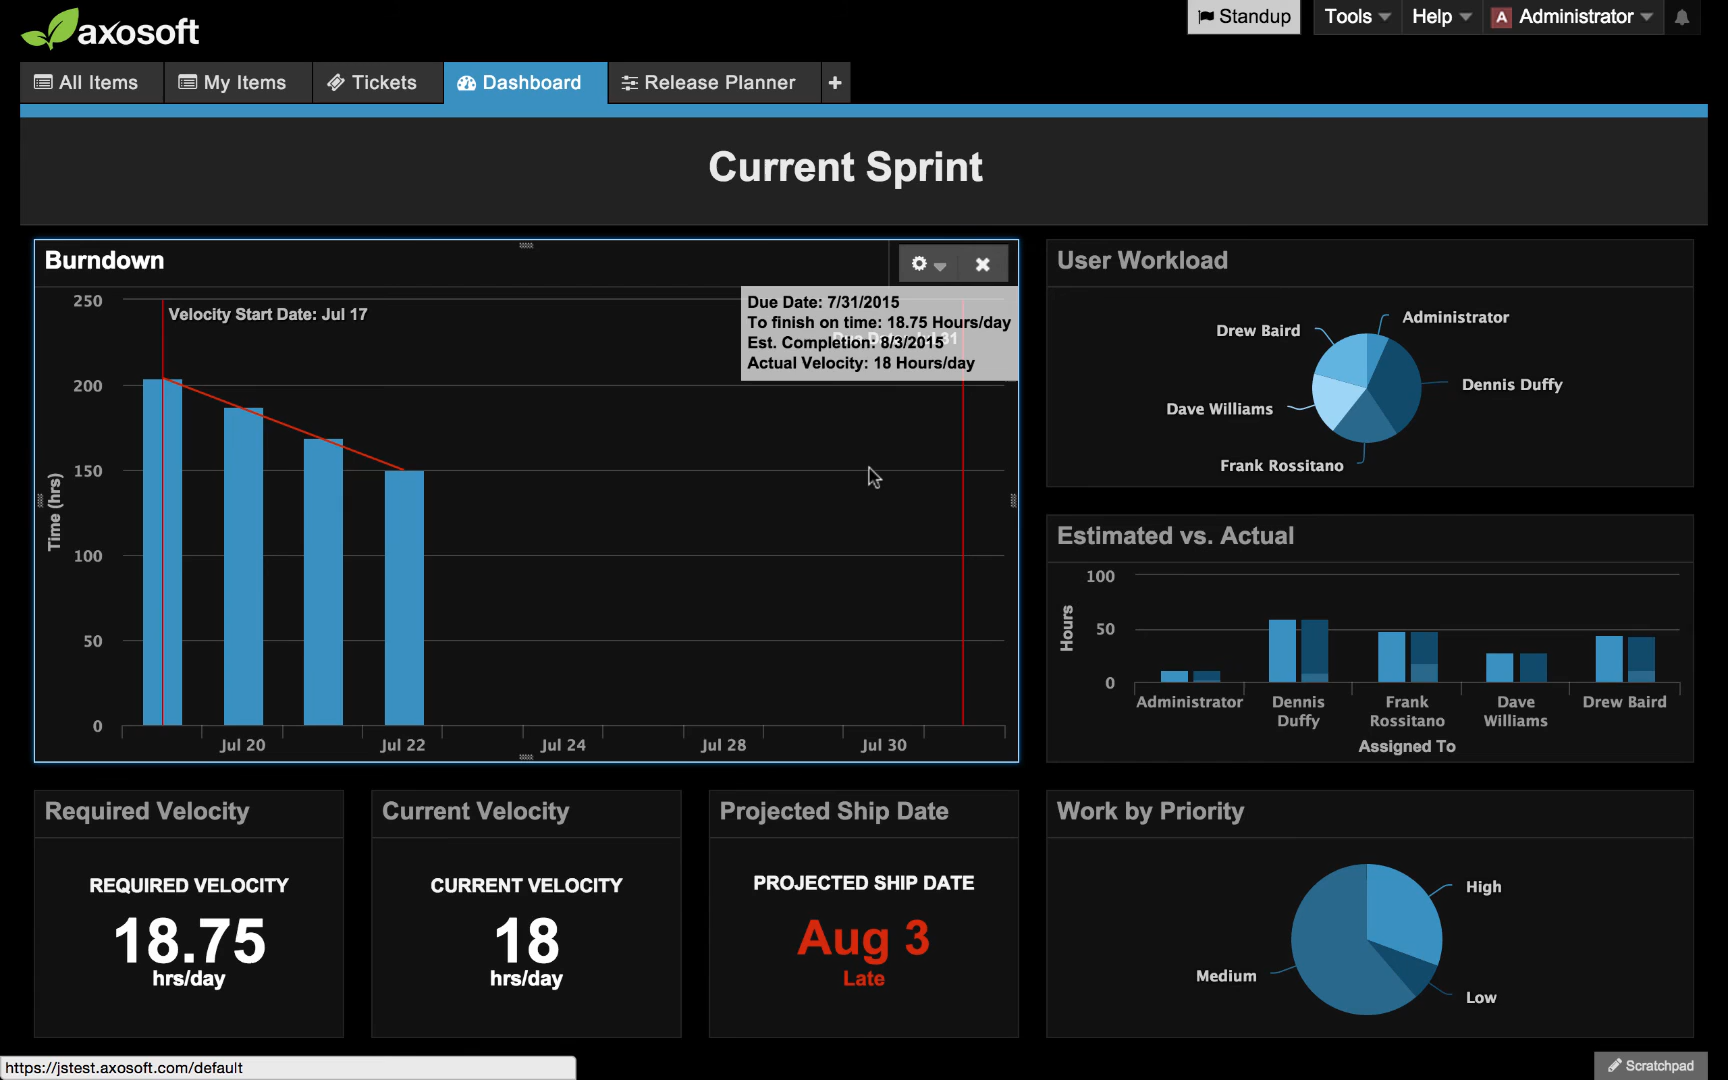 axosoft
Standup
Tools
Help
A Administrator
All Items
My Items
Tickets
Dashboard
Release Planner
+
Current Sprint
Burndown
Velocity Start Date: Jul 17
Due Date: 7/31/2015
To finish on time: 18.75 Hours/day
Est. Completion: 8/3/2015
Actual Velocity: 18 Hours/day
250
200
150
100
50
0
Time (hrs)
Jul 20
Jul 22
Jul 24
Jul 28
Jul 30
User Workload
Administrator
Drew Baird
Dennis Duffy
Dave Williams
Frank Rossitano
Estimated vs. Actual
100
50
0
Hours
Administrator
Dennis
Duffy
Frank
Rossitano
Dave
Williams
Drew Baird
Assigned To
Required Velocity
REQUIRED VELOCITY
18.75
hrs/day
Current Velocity
CURRENT VELOCITY
18
hrs/day
Projected Ship Date
PROJECTED SHIP DATE
Aug 3
Late
Work by Priority
High
Medium
Low
https://jstest.axosoft.com/default
Scratchpad